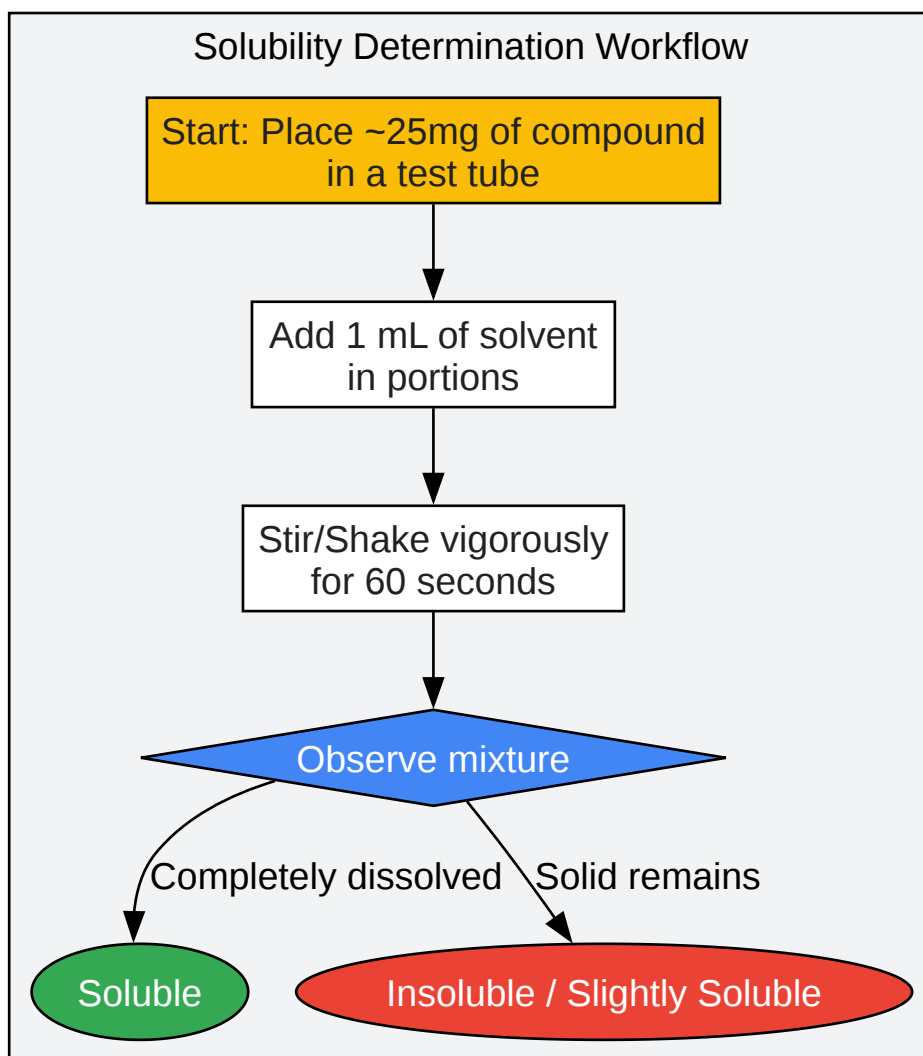 Solubility Determination Workflow
Start: Place ~25mg of compound
in a test tube
Add 1 mL of solvent
in portions
Stir/Shake vigorously
for 60 seconds
Observe mixture
Completely dissolved
Solid remains
Soluble
Insoluble / Slightly Soluble